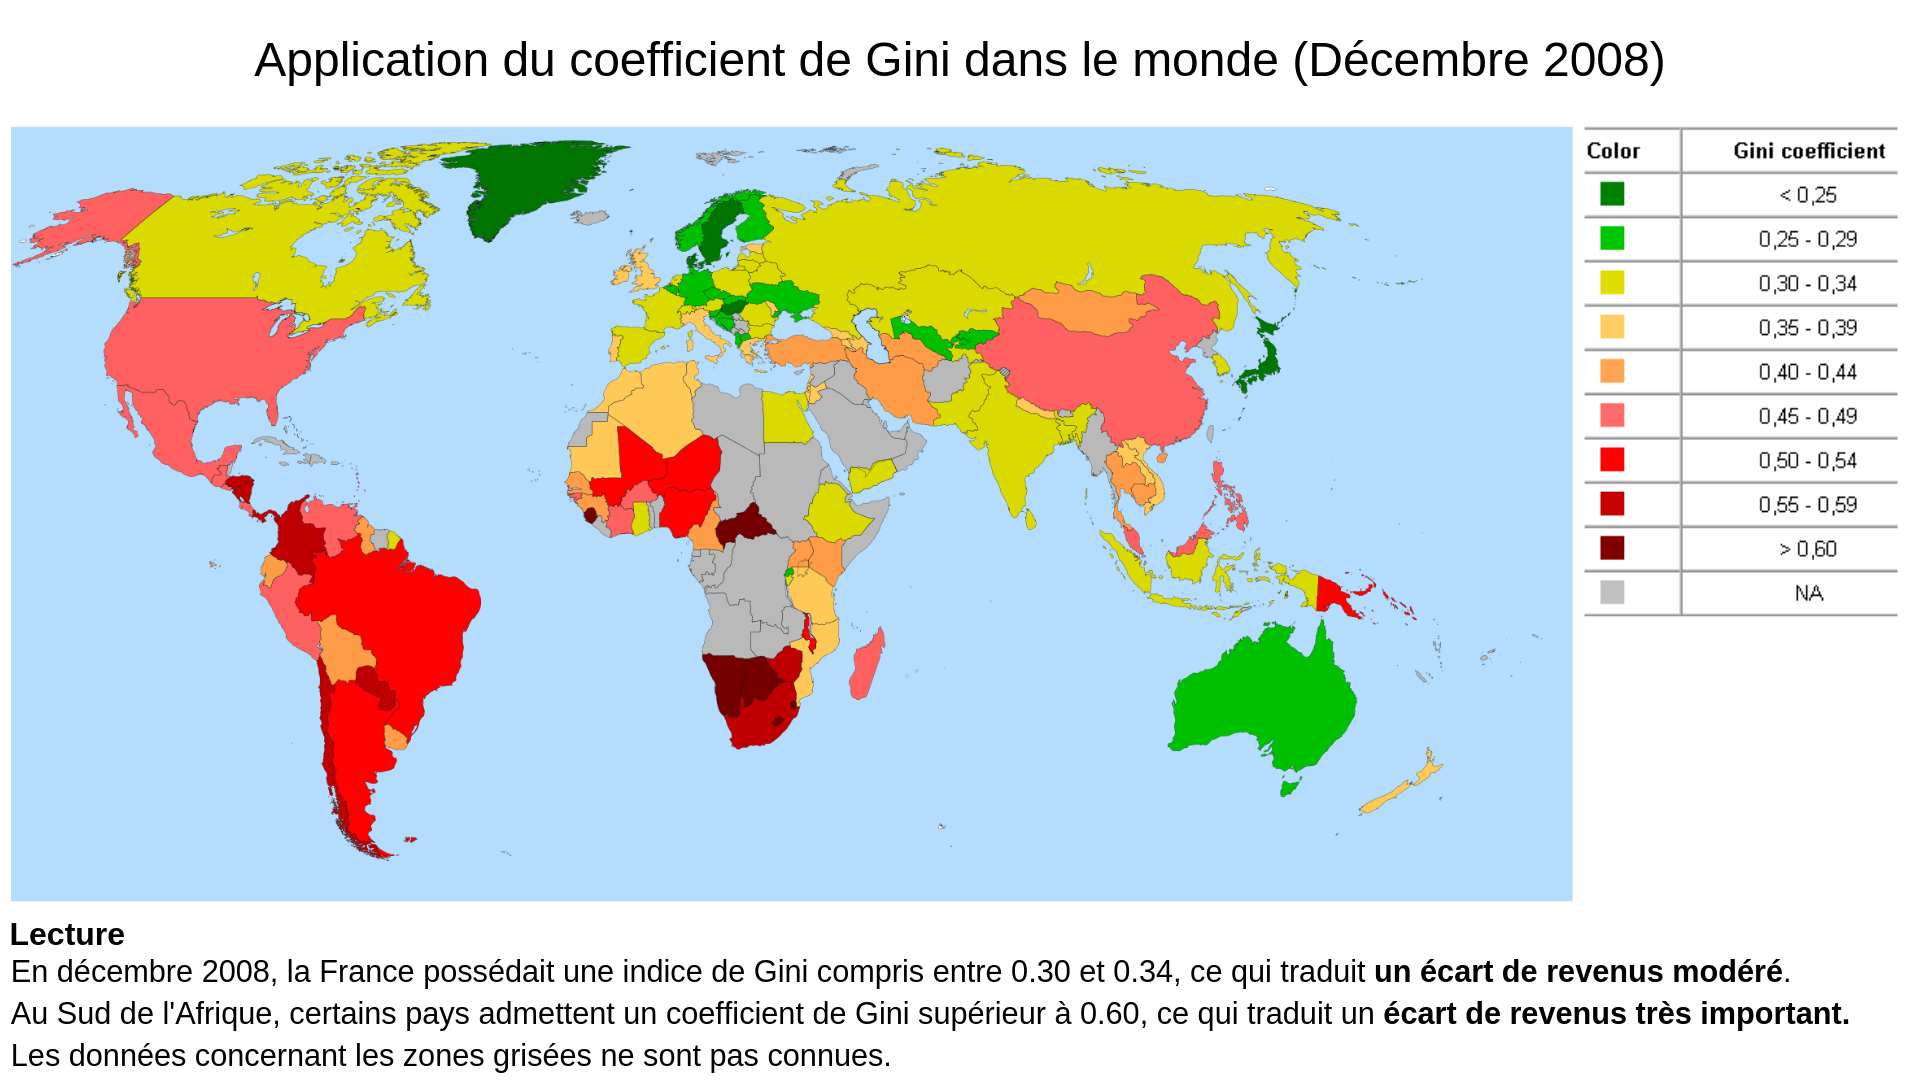 Application du coefficient de Gini dans le monde (Décembre 2008)
Color Gini coefficient
< 0,25
0,25 - 0,29
0,30 - 0,34
0,35 - 0,39
0,40 - 0,44
0,45 - 0,49
0,50 - 0,54
0,55 - 0,59
> 0,60
NA
Lecture
En décembre 2008, la France possédait une indice de Gini compris entre 0.30 et 0.34, ce qui traduit un écart de revenus modéré.
Au Sud de l'Afrique, certains pays admettent un coefficient de Gini supérieur à 0.60, ce qui traduit un écart de revenus très important.
Les données concernant les zones grisées ne sont pas connues.